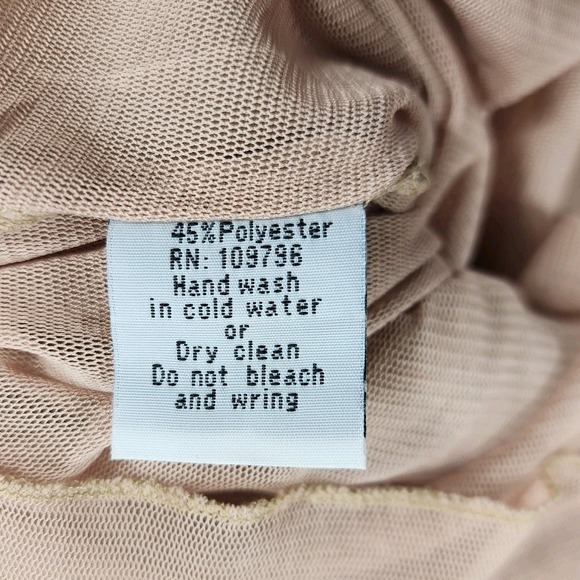 45%Polyester
RN: 109796
Hand wash
in cold water
or
Dry clean
Do not bleach
and wring